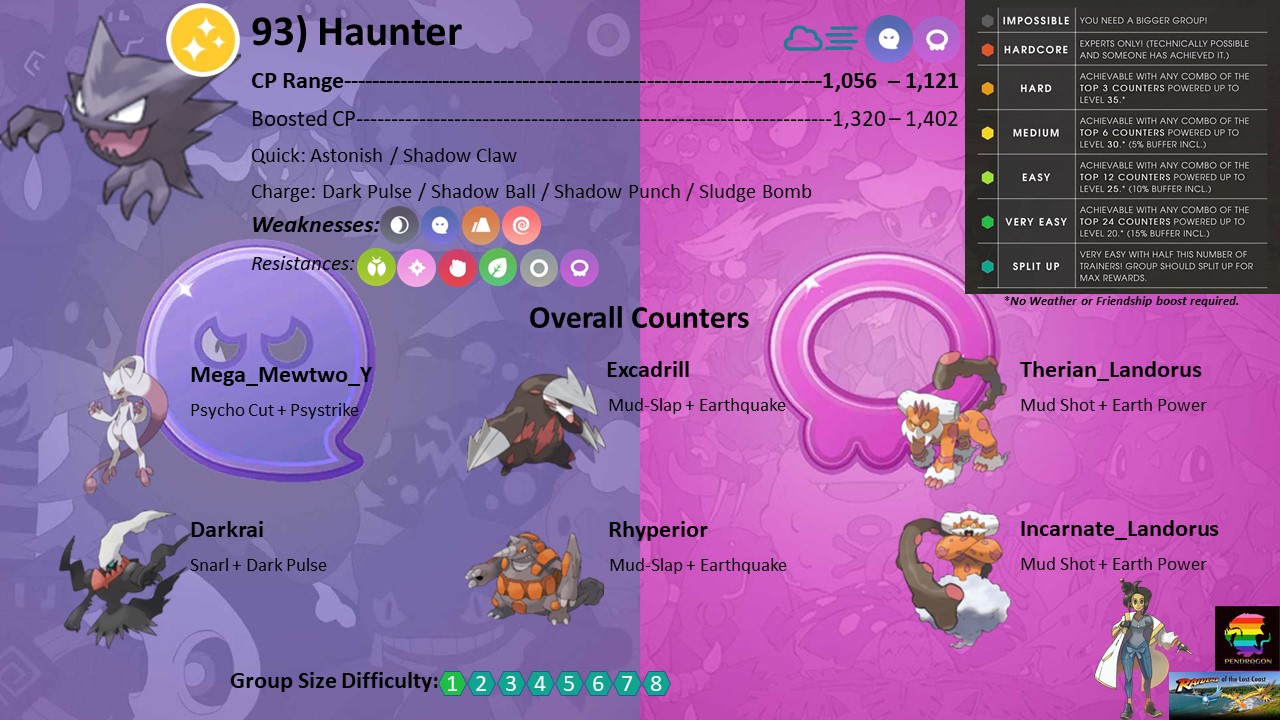 93) Haunter
CP Range--------------------------------------------------------------------------------1,056 – 1,121
Boosted CP--------------------------------------------------------------------1,320 – 1,402
Quick: Astonish / Shadow Claw
Charge: Dark Pulse / Shadow Ball / Shadow Punch / Sludge Bomb
Weaknesses:
Resistances:
IMPOSSIBLE YOU NEED A BIGGER GROUP!
HARDCORE EXPERTS ONLY! (TECHNICALLY POSSIBLE
AND SOMEONE HAS ACHIEVED IT.)
HARD ACHIEVABLE WITH ANY COMBO OF THE
TOP 3 COUNTERS POWERED UP TO
LEVEL 35.*
MEDIUM ACHIEVABLE WITH ANY COMBO OF THE
TOP 6 COUNTERS POWERED UP TO
LEVEL 30.* (5% BUFFER INCL.)
EASY ACHIEVABLE WITH ANY COMBO OF THE
TOP 12 COUNTERS POWERED UP TO
LEVEL 25.* (10% BUFFER INCL.)
VERY EASY ACHIEVABLE WITH ANY COMBO OF THE
TOP 24 COUNTERS POWERED UP TO
LEVEL 20.* (15% BUFFER INCL.)
SPLIT UP VERY EASY WITH HALF THIS NUMBER OF
TRAINERS! GROUP SHOULD SPLIT UP FOR
MAX REWARDS.
*No Weather or Friendship boost required.
Overall Counters
Mega_Mewtwo_Y
Psycho Cut + Psystrike
Excadrill
Mud-Slap + Earthquake
Therian_Landorus
Mud Shot + Earth Power
Darkrai
Snarl + Dark Pulse
Rhyperior
Mud-Slap + Earthquake
Incarnate_Landorus
Mud Shot + Earth Power
Group Size Difficulty: 1 2 3 4 5 6 7 8
PENDRAGON
RAIDERS of the Lost Coast